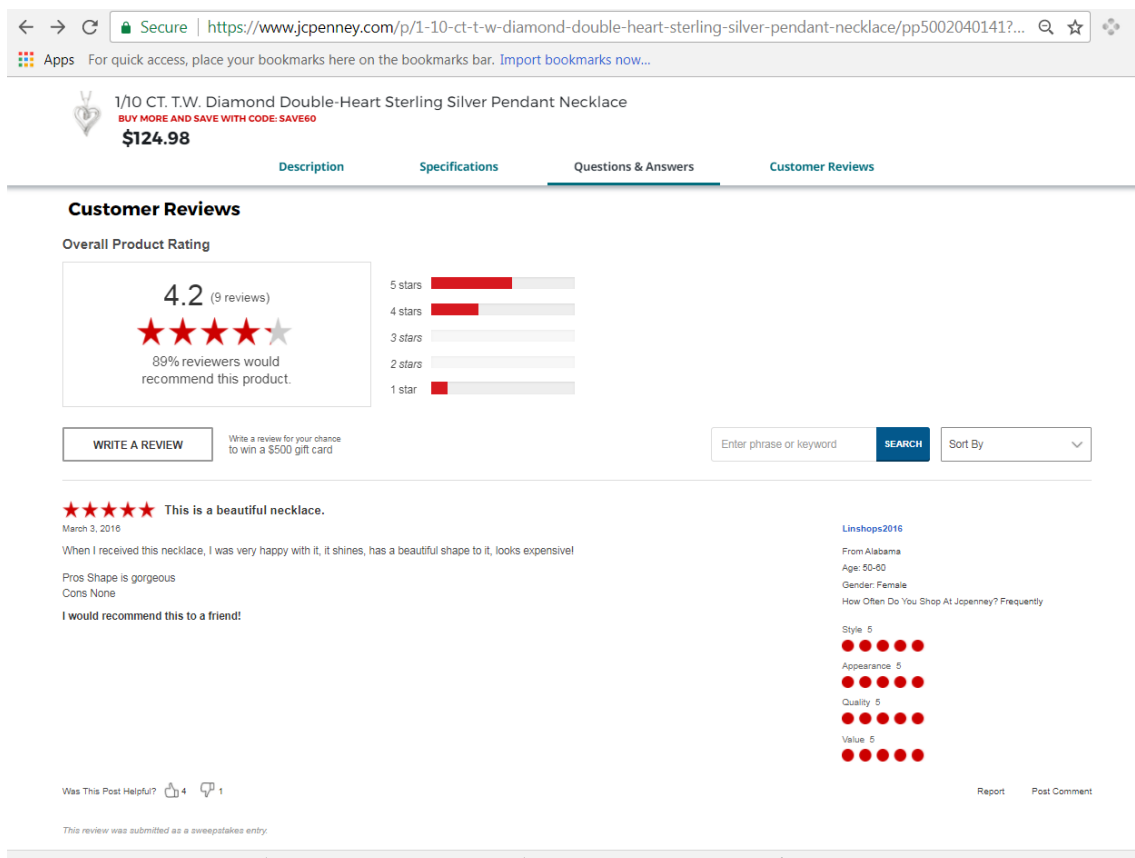 Secure | https://www.jcpenney.com/p/1-10-ct-t-w-diamond-double-heart-sterling-silver-pendant-necklace/pp5002040141?...
Apps For quick access, place your bookmarks here on the bookmarks bar. Import bookmarks now...
1/10 CT. T.W. Diamond Double-Heart Sterling Silver Pendant Necklace
BUY MORE AND SAVE WITH CODE: SAVE60
$124.98
Description Specifications Questions & Answers Customer Reviews
Customer Reviews
Overall Product Rating
4.2 (9 reviews)
89% reviewers would
recommend this product.
5 stars
4 stars
3 stars
2 stars
1 star
WRITE A REVIEW
Write a review for your chance
to win a $500 gift card
Enter phrase or keyword SEARCH Sort By
This is a beautiful necklace.
March 3, 2016
When I received this necklace, I was very happy with it, it shines, has a beautiful shape to it, looks expensive!
Pros Shape is gorgeous
Cons None
I would recommend this to a friend!
Linshops2016
From Alabama
Age: 50-60
Gender: Female
How Often Do You Shop At Jcpenney? Frequently
Style 5
Appearance 5
Quality 5
Value 5
Was This Post Helpful? 4 1
Report Post Comment
This review was submitted as a sweepstakes entry.